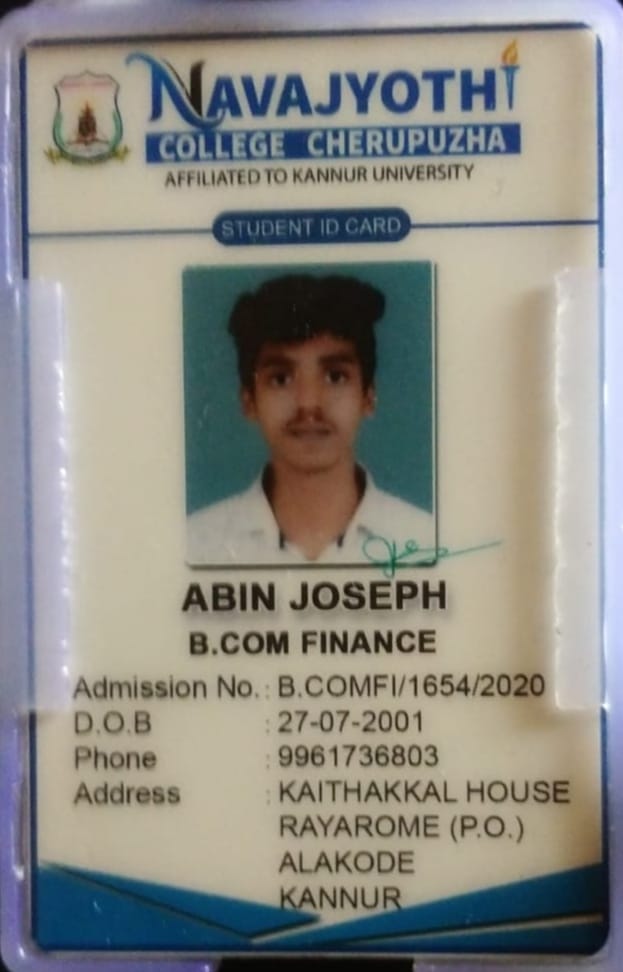 NAVAJYOTHI
COLLEGE CHERUPUZHA
AFFILIATED TO KANNUR UNIVERSITY
STUDENT ID CARD
ABIN JOSEPH
B.COM FINANCE
Admission No. : B.COMFI/1654/2020
D.O.B : 27-07-2001
Phone : 9961736803
Address : KAITHAKKAL HOUSE
RAYAROME (P.O.)
ALAKODE
KANNUR